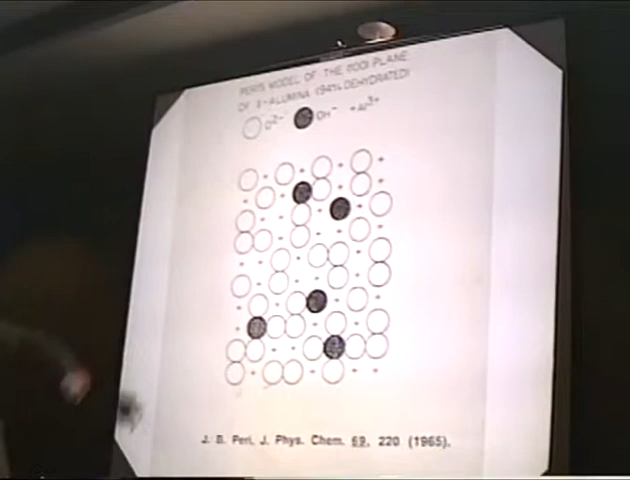 PERI'S MODEL OF THE (100) PLANE
OF γ-ALUMINA (94% DEHYDRATED)
O²⁻ OH⁻ +Al³⁺
J. B. Peri, J. Phys. Chem. 69, 220 (1965).